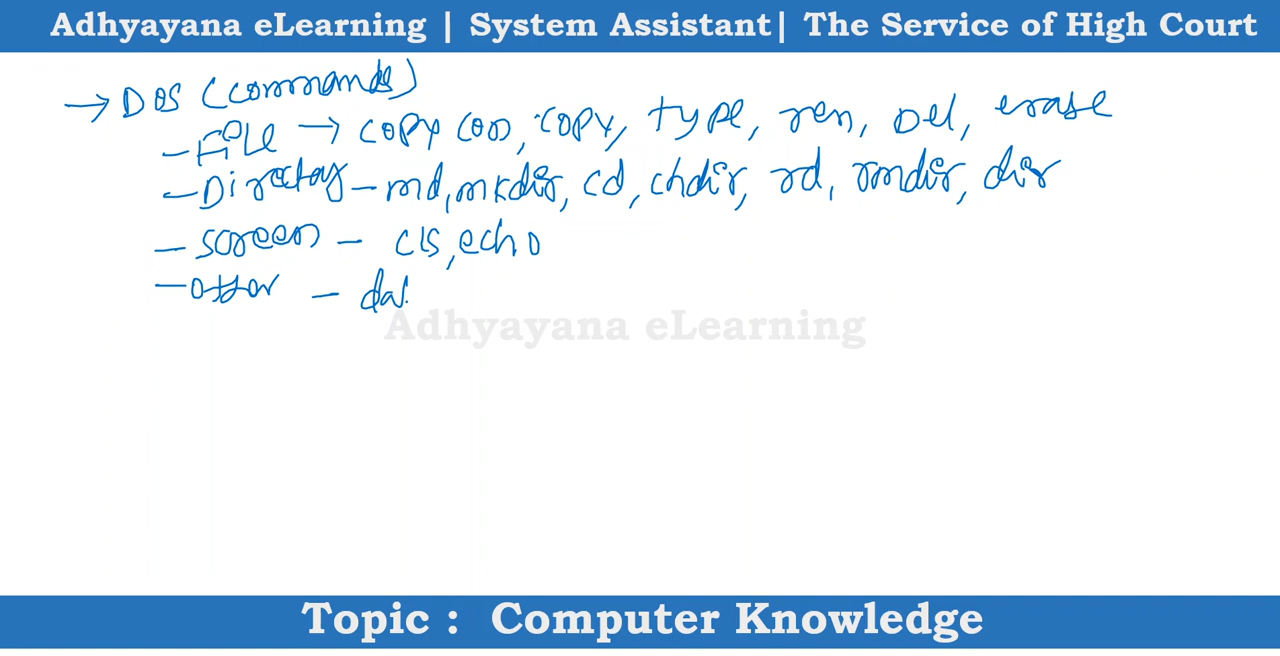 Adhyayana eLearning | System Assistant| The Service of High Court
→ DOS (commands)
- File → copy con, copy, type, ren, Del, erase
- Directory - md, mkdir, cd, chdir, rd, rmdir, dir
- screen - cls, echo
- other - dat
Adhyayana eLearning
Topic : Computer Knowledge